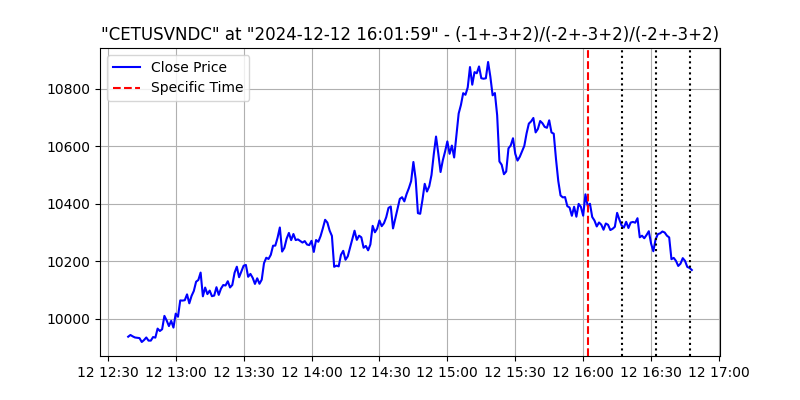 "CETUSVNDC" at "2024-12-12 16:01:59" - (-1+-3+2)/(-2+-3+2)/(-2+-3+2)
Close Price
Specific Time
10800
10600
10400
10200
10000
12 12:30 12 13:00 12 13:30 12 14:00 12 14:30 12 15:00 12 15:30 12 16:00 12 16:30 12 17:00